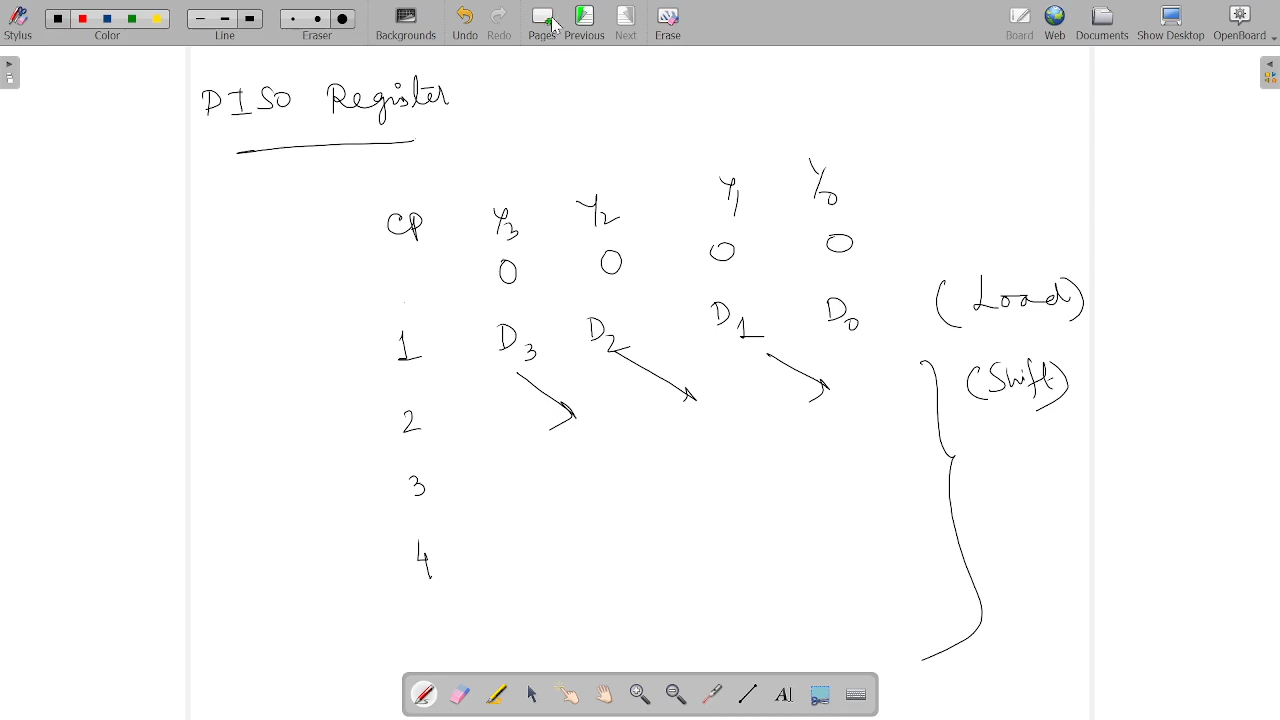 Stylus Color Line Eraser Backgrounds Undo Redo Pages Previous Next Erase Board Web Documents Show Desktop OpenBoard
PISO Register
CP Y3 Y2 Y1 Y0
0 0 0 0
1 D3 D2 D1 D0 (Load)
2 (Shift)
3
4